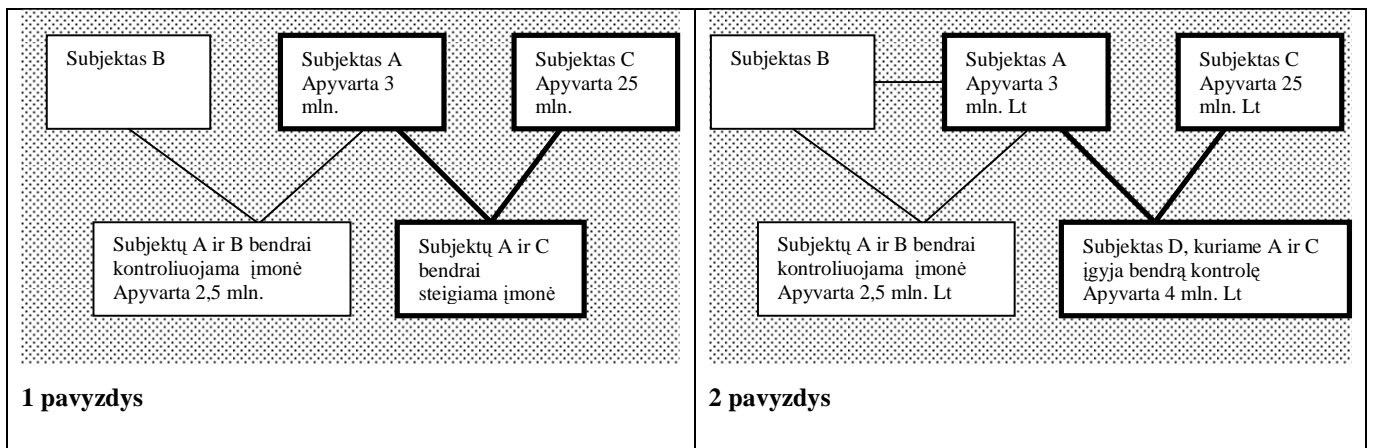 Subjektas B
Subjektas A
Apyvarta 3
mln.
Subjektas C
Apyvarta 25
mln.
Subjektų A ir B bendrai
kontroliuojama įmonė
Apyvarta 2,5 mln.
Subjektų A ir C
bendrai
steigiama įmonė
1 pavyzdys
Subjektas B
Subjektas A
Apyvarta 3
mln. Lt
Subjektas C
Apyvarta 25
mln. Lt
Subjektų A ir B bendrai
kontroliuojama įmonė
Apyvarta 2,5 mln. Lt
Subjektas D, kuriame A ir C
įgyja bendrą kontrolę
Apyvarta 4 mln. Lt
2 pavyzdys